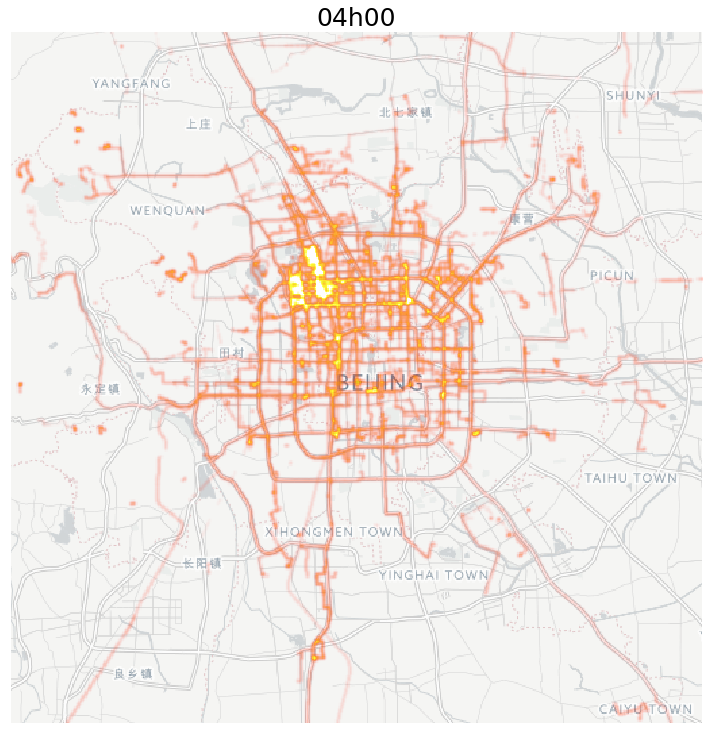 04h00
YANGFANG
SHUNYI
上庄
北七家镇
WENQUAN
康营
PICUN
田村
BEIJING
永定镇
TAIHU TOWN
XIHONGMEN TOWN
长阳镇
YINGHAI TOWN
良乡镇
CAIYU TOWN